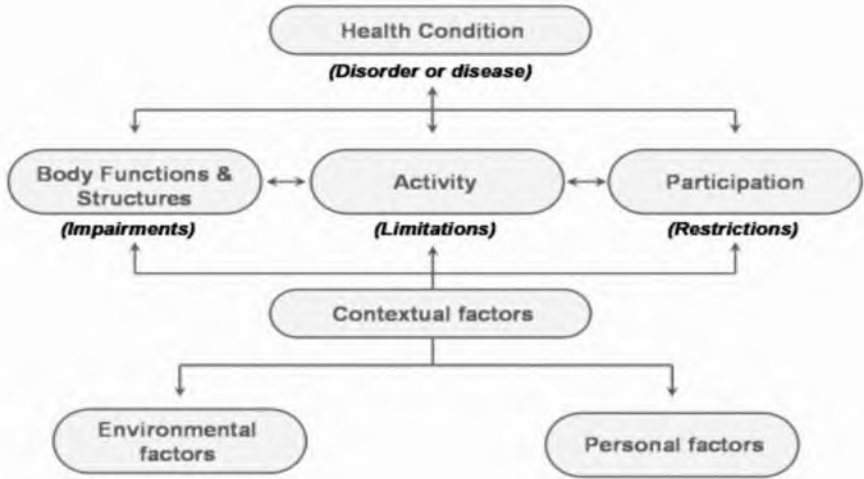 Health Condition
(Disorder or disease)
Body Functions &
Structures
Activity
Participation
(Impairments)
(Limitations)
(Restrictions)
Contextual factors
Environmental
factors
Personal factors